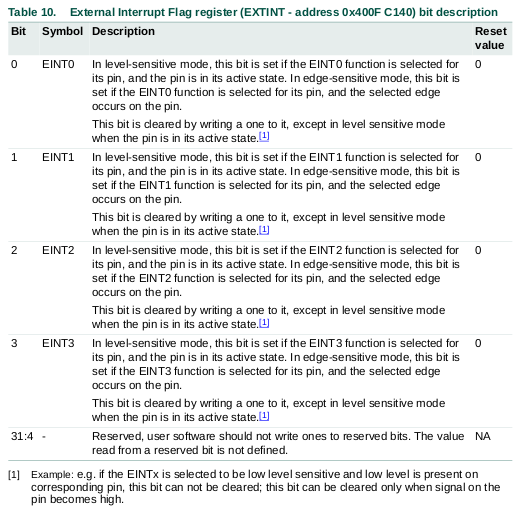 Table 10. External Interrupt Flag register (EXTINT - address 0x400F C140) bit description
Bit Symbol Description Reset
value
0 EINT0 In level-sensitive mode, this bit is set if the EINT0 function is selected for 0
its pin, and the pin is in its active state. In edge-sensitive mode, this bit is
set if the EINT0 function is selected for its pin, and the selected edge
occurs on the pin.
This bit is cleared by writing a one to it, except in level sensitive mode
when the pin is in its active state.[1]
1 EINT1 In level-sensitive mode, this bit is set if the EINT1 function is selected for 0
its pin, and the pin is in its active state. In edge-sensitive mode, this bit is
set if the EINT1 function is selected for its pin, and the selected edge
occurs on the pin.
This bit is cleared by writing a one to it, except in level sensitive mode
when the pin is in its active state.[1]
2 EINT2 In level-sensitive mode, this bit is set if the EINT2 function is selected for 0
its pin, and the pin is in its active state. In edge-sensitive mode, this bit is
set if the EINT2 function is selected for its pin, and the selected edge
occurs on the pin.
This bit is cleared by writing a one to it, except in level sensitive mode
when the pin is in its active state.[1]
3 EINT3 In level-sensitive mode, this bit is set if the EINT3 function is selected for 0
its pin, and the pin is in its active state. In edge-sensitive mode, this bit is
set if the EINT3 function is selected for its pin, and the selected edge
occurs on the pin.
This bit is cleared by writing a one to it, except in level sensitive mode
when the pin is in its active state.[1]
31:4 - Reserved, user software should not write ones to reserved bits. The value NA
read from a reserved bit is not defined.
[1] Example: e.g. if the EINTx is selected to be low level sensitive and low level is present on
corresponding pin, this bit can not be cleared; this bit can be cleared only when signal on the
pin becomes high.